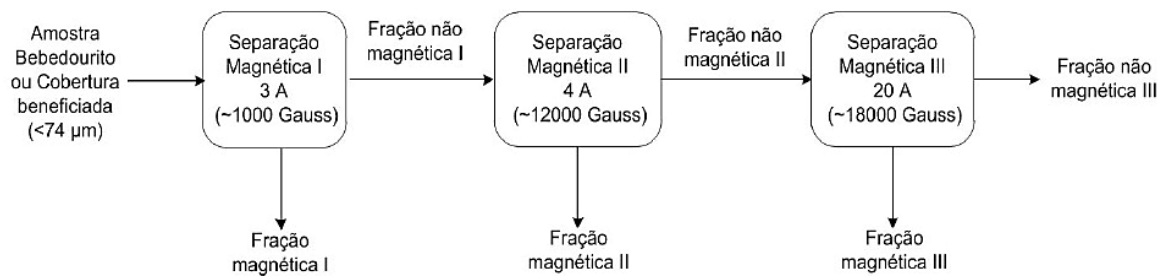 Amostra
Bebedourito
ou Cobertura
beneficiada
(<74 μm)
Separação
Magnética I
3 A
(~1000 Gauss)
Fração não
magnética I
Separação
Magnética II
4 A
(~12000 Gauss)
Fração não
magnética II
Separação
Magnética III
20 A
(~18000 Gauss)
Fração não
magnética III
Fração
magnética I
Fração
magnética II
Fração
magnética III